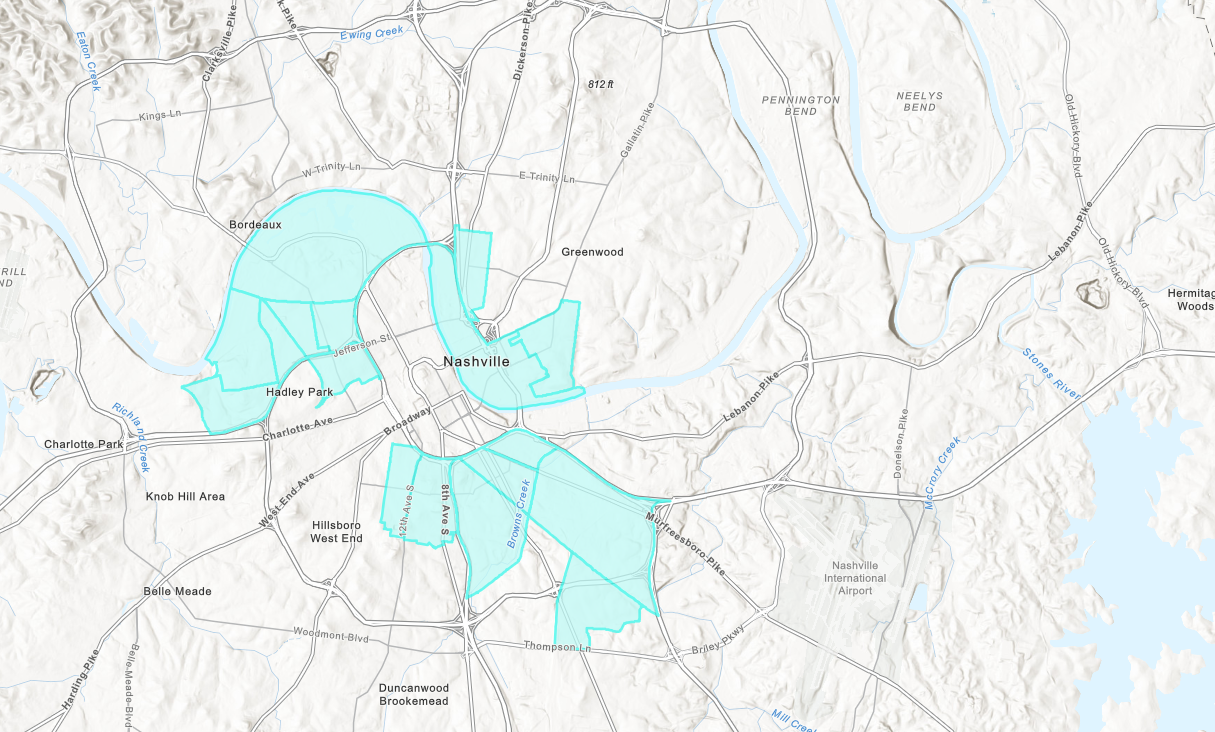 Eaton Creek
Clarksville Pike
k Pike
Ewing Creek
Dickerson Pike
812 ft
Gallatin Pike
PENNINGTON
BEND
NEELYS
BEND
Old Hickory Blvd
Kings Ln
W Trinity Ln
E Trinity Ln
Bordeaux
Greenwood
Lebanon Pike
Old Hickory Blvd
RILL
ND
Hermitag
Woods
Jefferson St
Nashville
Stones River
Hadley Park
Lebanon Pike
Richland Creek
Charlotte Ave
Broadway
Donelson Pike
Charlotte Park
McCrory Creek
Knob Hill Area
West End Ave
12th Ave S
8th Ave S
Browns Creek
Hillsboro
West End
Murfreesboro Pike
Nashville
International
Airport
Belle Meade
Woodmont Blvd
Thompson Ln
Briley Pkwy
Harding Pike
Belle Meade Blvd
Duncanwood
Brookemead
Mill Creek